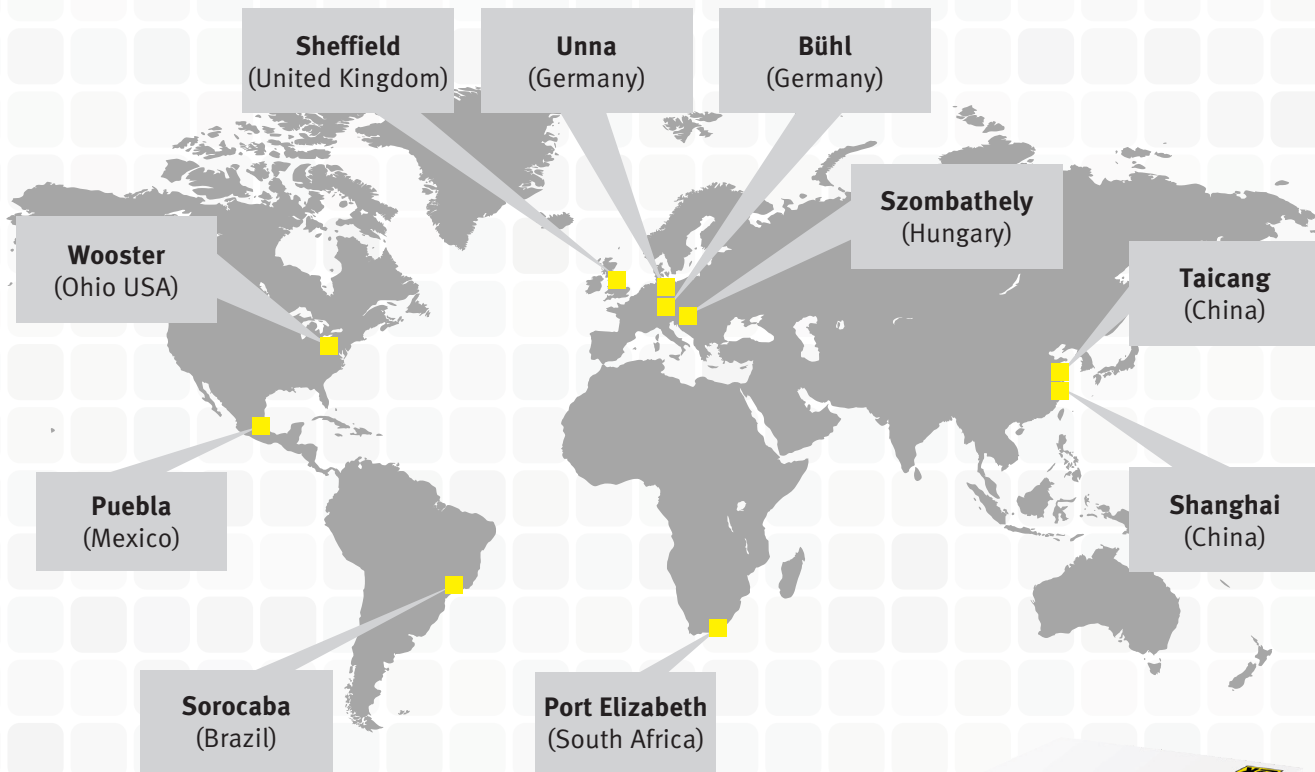 Sheffield
(United Kingdom)
Unna
(Germany)
Bühl
(Germany)
Szombathely
(Hungary)
Wooster
(Ohio USA)
Taicang
(China)
Puebla
(Mexico)
Shanghai
(China)
Sorocaba
(Brazil)
Port Elizabeth
(South Africa)